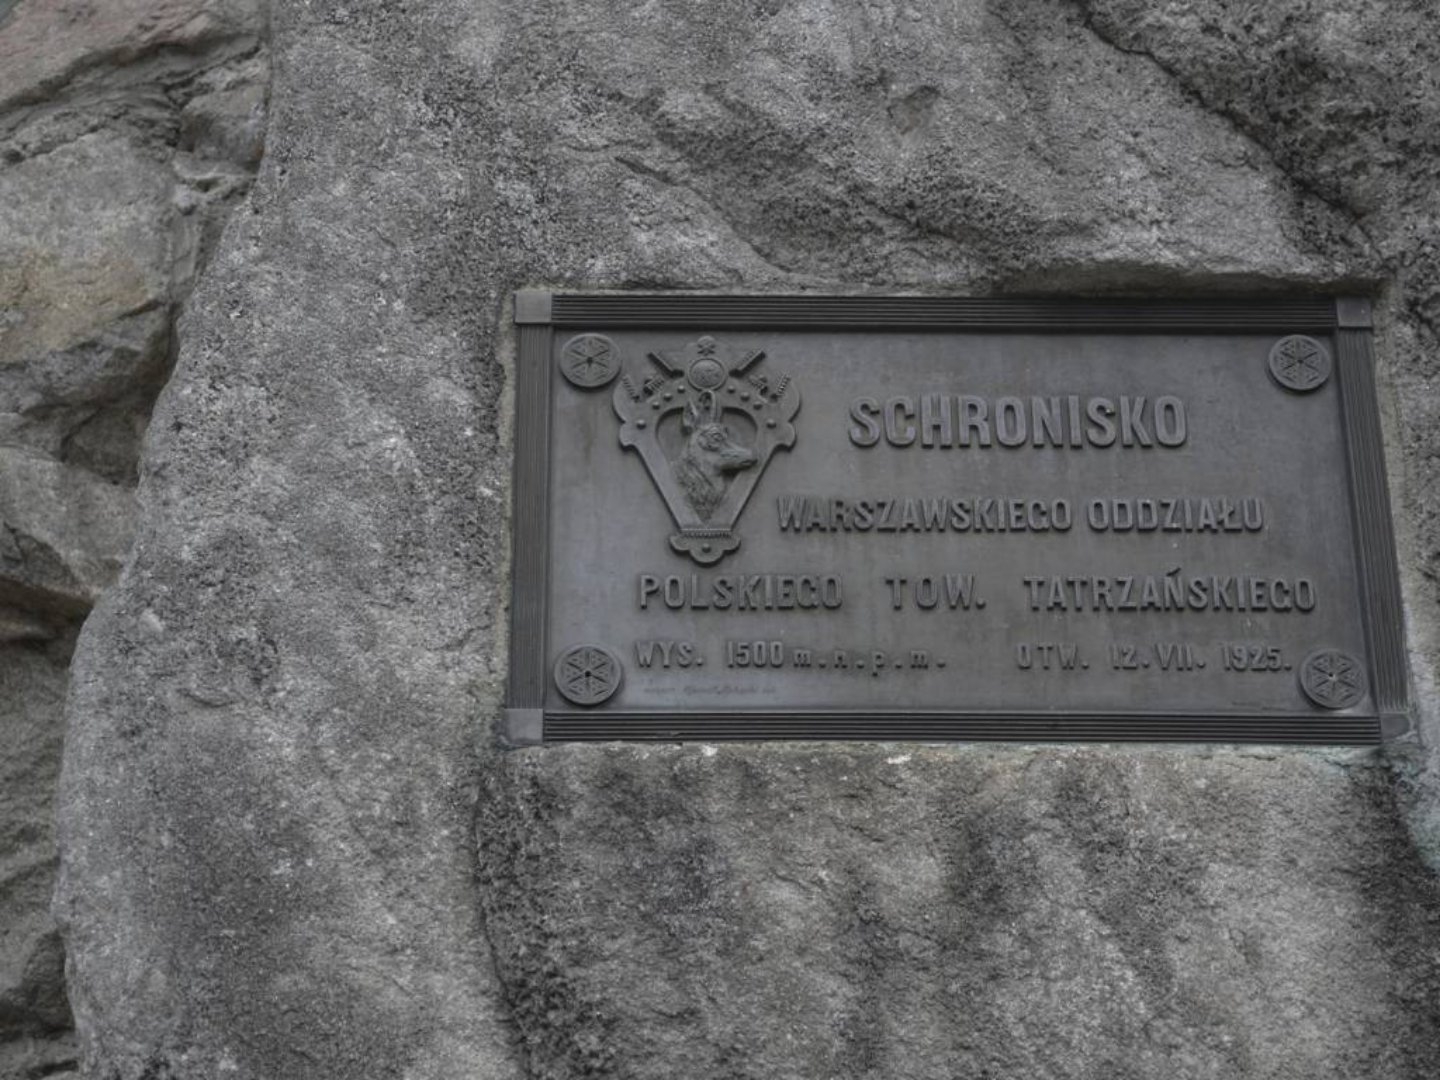 SCHRONISKO
WARSZAWSKIEGO ODDZIAŁU
POLSKIEGO TOW. TATRZAŃSKIEGO
WYS. 1500 m.n.p.m. OTW. 12.VII. 1925.